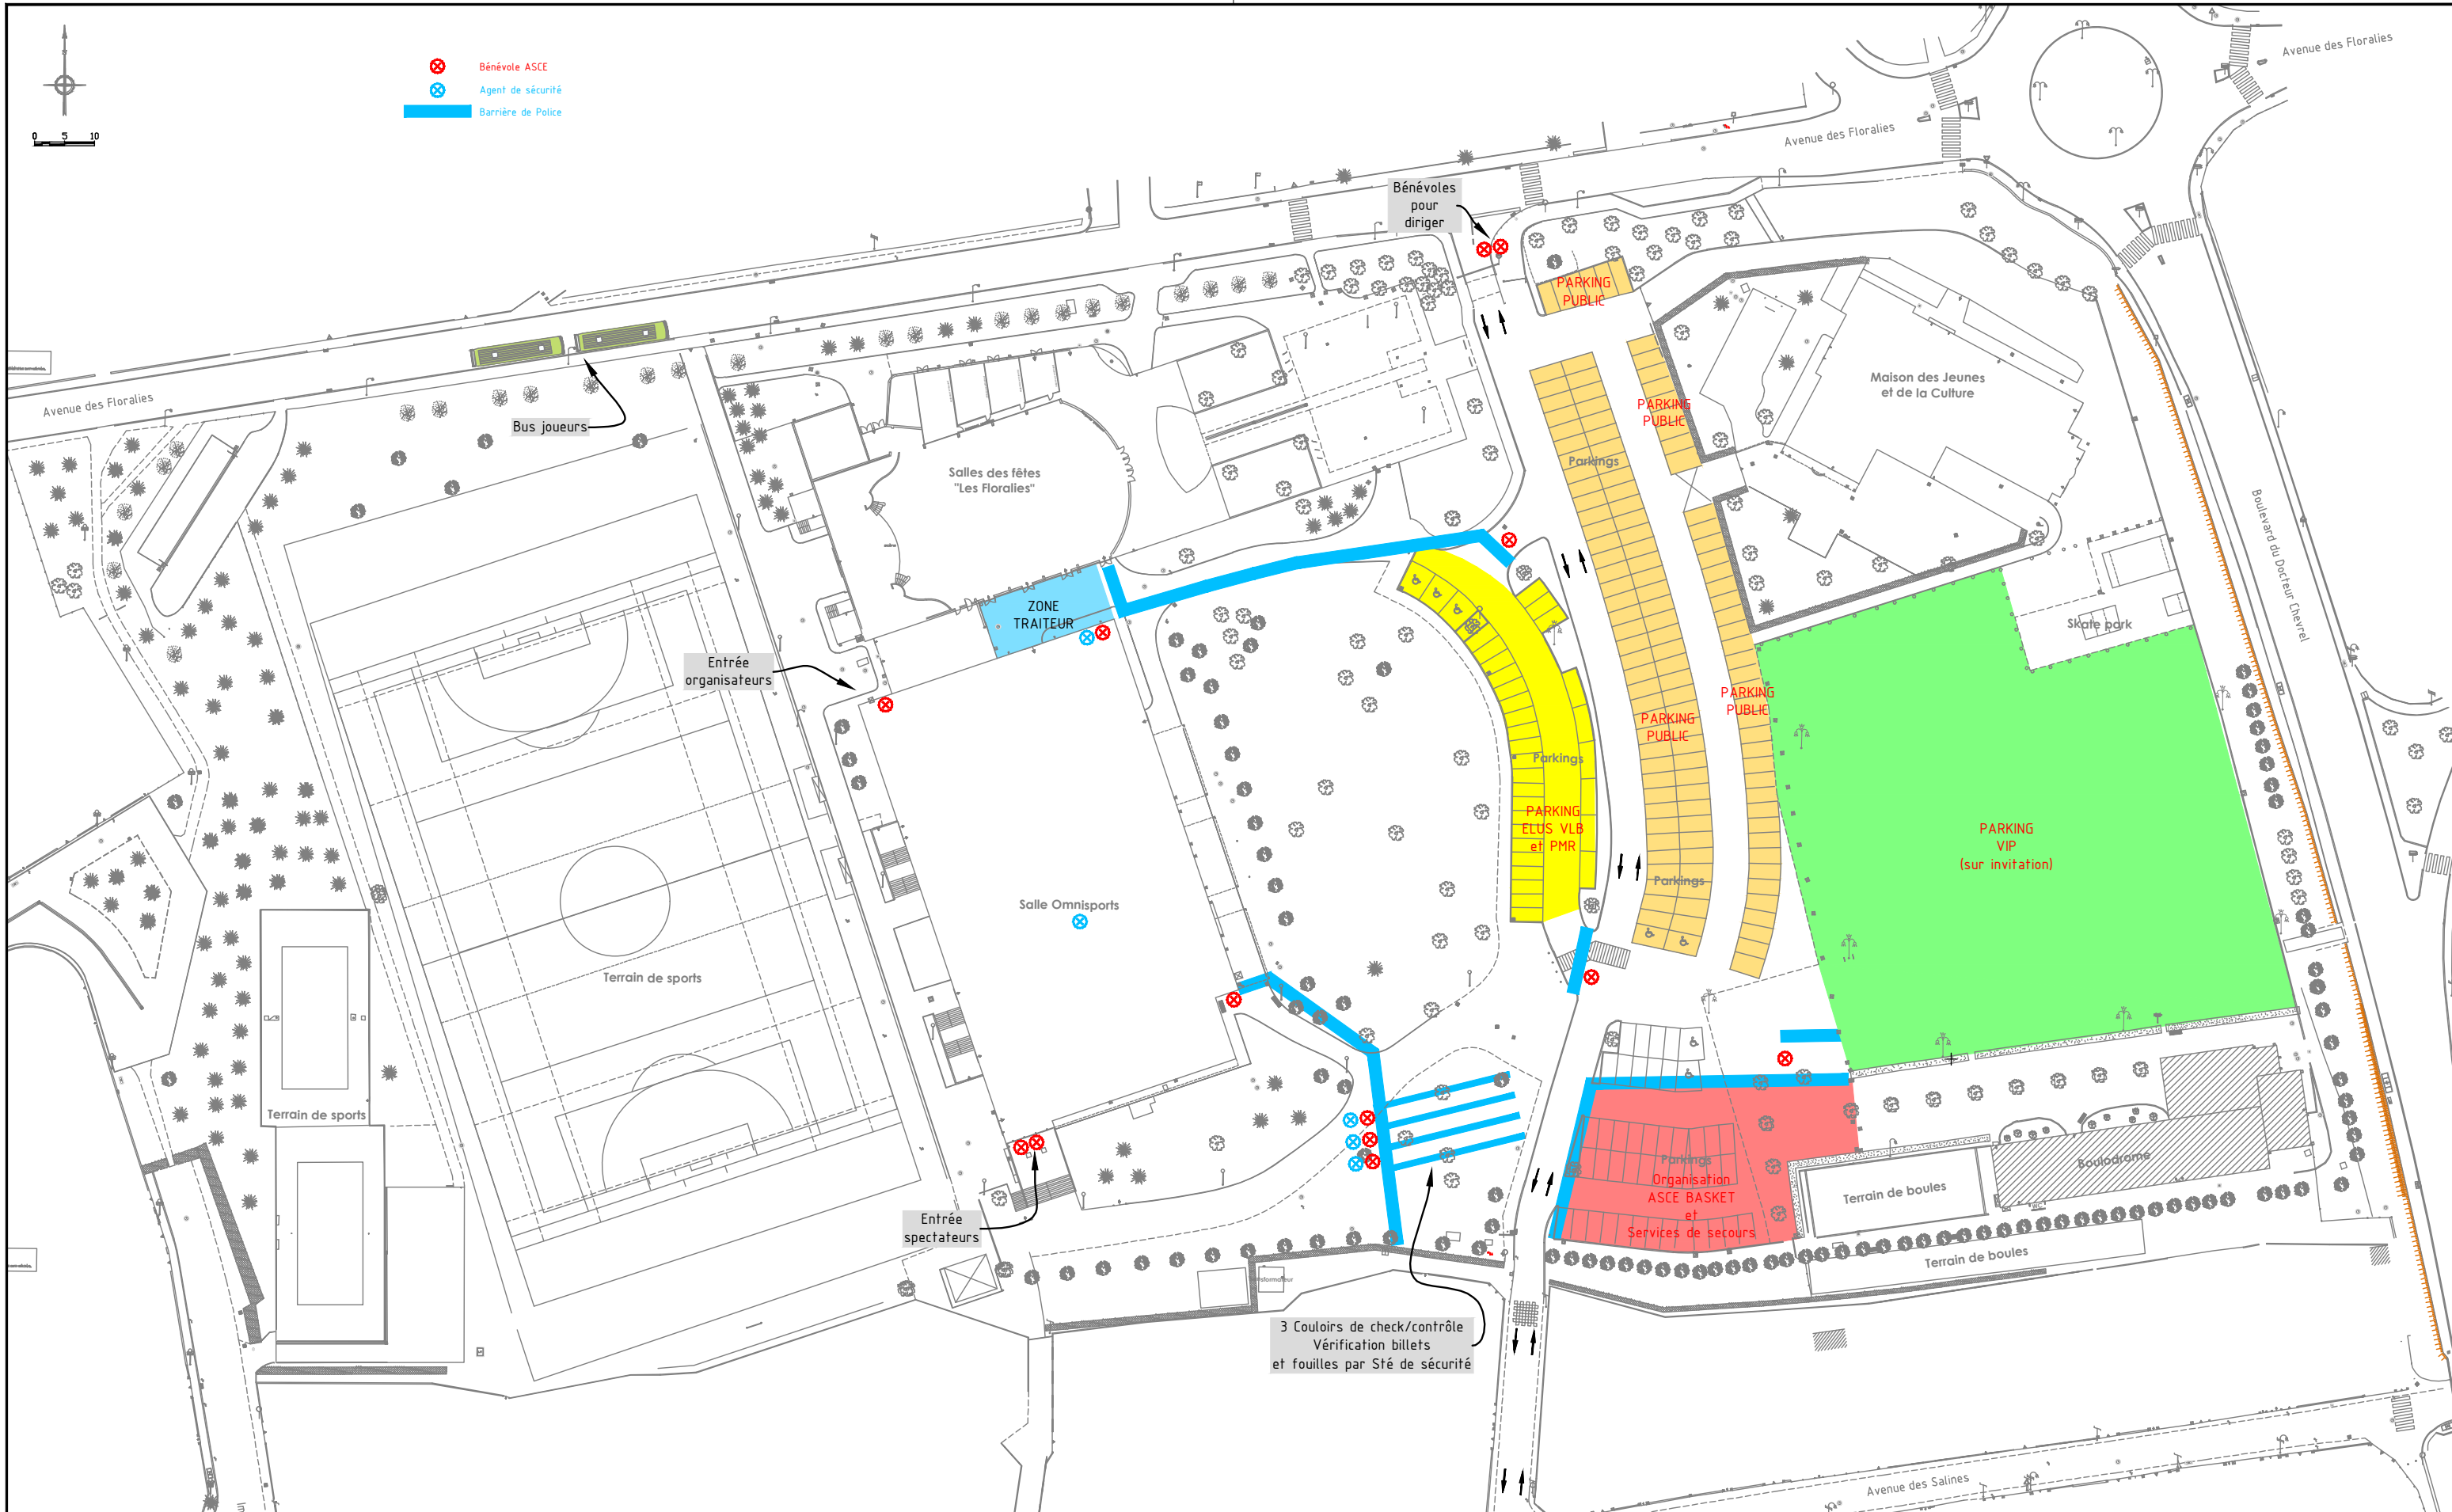 N
0 5 10
Bénévole ASCE
Agent de sécurité
Barrière de Police
Avenue des Floralies
Avenue des Floralies
Bénévoles
pour
diriger
PARKING
PUBLIC
Maison des Jeunes
et de la Culture
Avenue des Floralies
Bus joueurs
PARKING
PUBLIC
Parkings
Salles des fêtes
"Les Floralies"
Boulevard du Docteur Chevrel
ZONE
TRAITEUR
Skate park
Entrée
organisateurs
PARKING
PUBLIC
PARKING
PUBLIC
Parkings
PARKING
ELUS VLB
et PMR
PARKING
VIP
(sur invitation)
Parkings
Salle Omnisports
Terrain de sports
Terrain de sports
Parkings
Organisation
ASCE BASKET
et
Services de secours
Boulodrome
Terrain de boules
Terrain de boules
Entrée
spectateurs
3 Couloirs de check/contrôle
Vérification billets
et fouilles par Sté de sécurité
Avenue des Salines